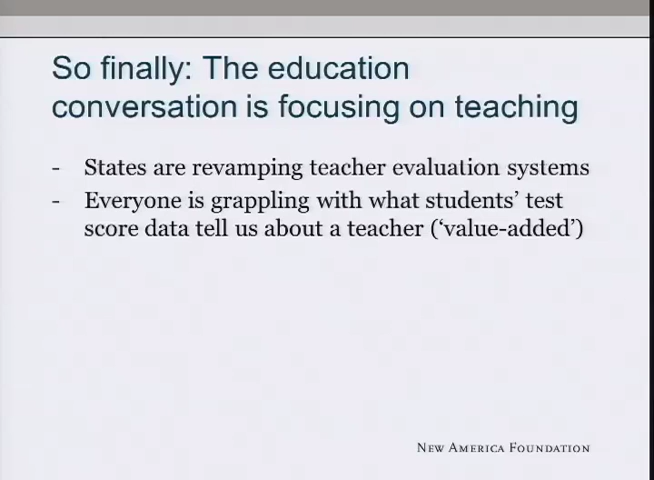 So finally: The education
conversation is focusing on teaching
- States are revamping teacher evaluation systems
- Everyone is grappling with what students’ test
score data tell us about a teacher (‘value-added’)
NEW AMERICA FOUNDATION